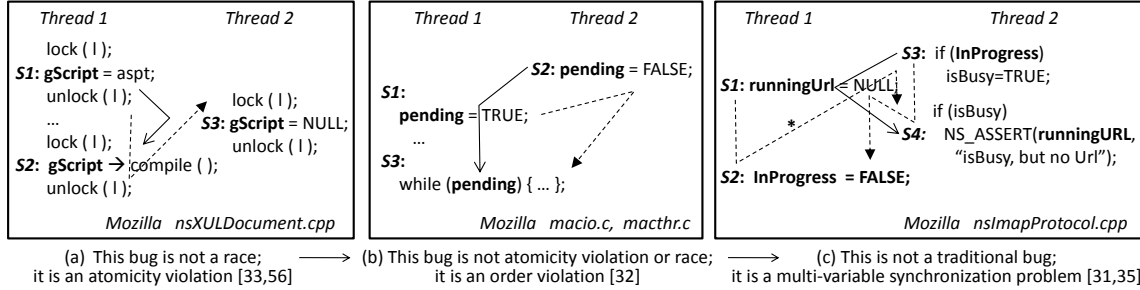 Thread 1 Thread 2
lock ( l );
S1: gScript = aspt;
unlock ( l );
...
lock ( l );
S2: gScript → compile ( );
unlock ( l );
lock ( l );
S3: gScript = NULL;
unlock ( l );
Mozilla nsXULDocument.cpp
(a) This bug is not a race;
it is an atomicity violation [33,56]
Thread 1 Thread 2
S2: pending = FALSE;
S1:
pending = TRUE;
...
S3:
while (pending) { ... };
Mozilla macio.c, macthr.c
(b) This bug is not atomicity violation or race;
it is an order violation [32]
Thread 1 Thread 2
S3: if (InProgress)
isBusy=TRUE;
S1: runningUrl = NULL;
*
if (isBusy)
S4: NS_ASSERT(runningURL,
“isBusy, but no Url”);
S2: InProgress = FALSE;
Mozilla nsImapProtocol.cpp
(c) This is not a traditional bug;
it is a multi-variable synchronization problem [31,35]